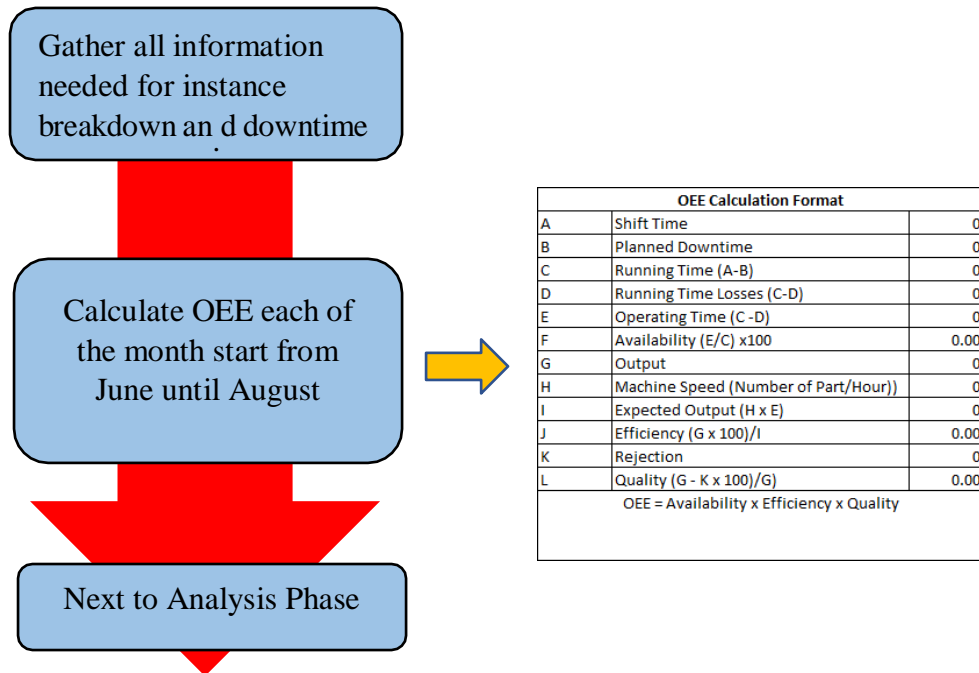 Gather all information
needed for instance
breakdown an d downtime
Calculate OEE each of
the month start from
June until August
Next to Analysis Phase
OEE Calculation Format
A Shift Time 0
B Planned Downtime 0
C Running Time (A-B) 0
D Running Time Losses (C-D) 0
E Operating Time (C -D) 0
F Availability (E/C) x100 0.00
G Output 0
H Machine Speed (Number of Part/Hour)) 0
I Expected Output (H x E) 0
J Efficiency (G x 100)/I 0.00
K Rejection 0
L Quality (G - K x 100)/G) 0.00
OEE = Availability x Efficiency x Quality